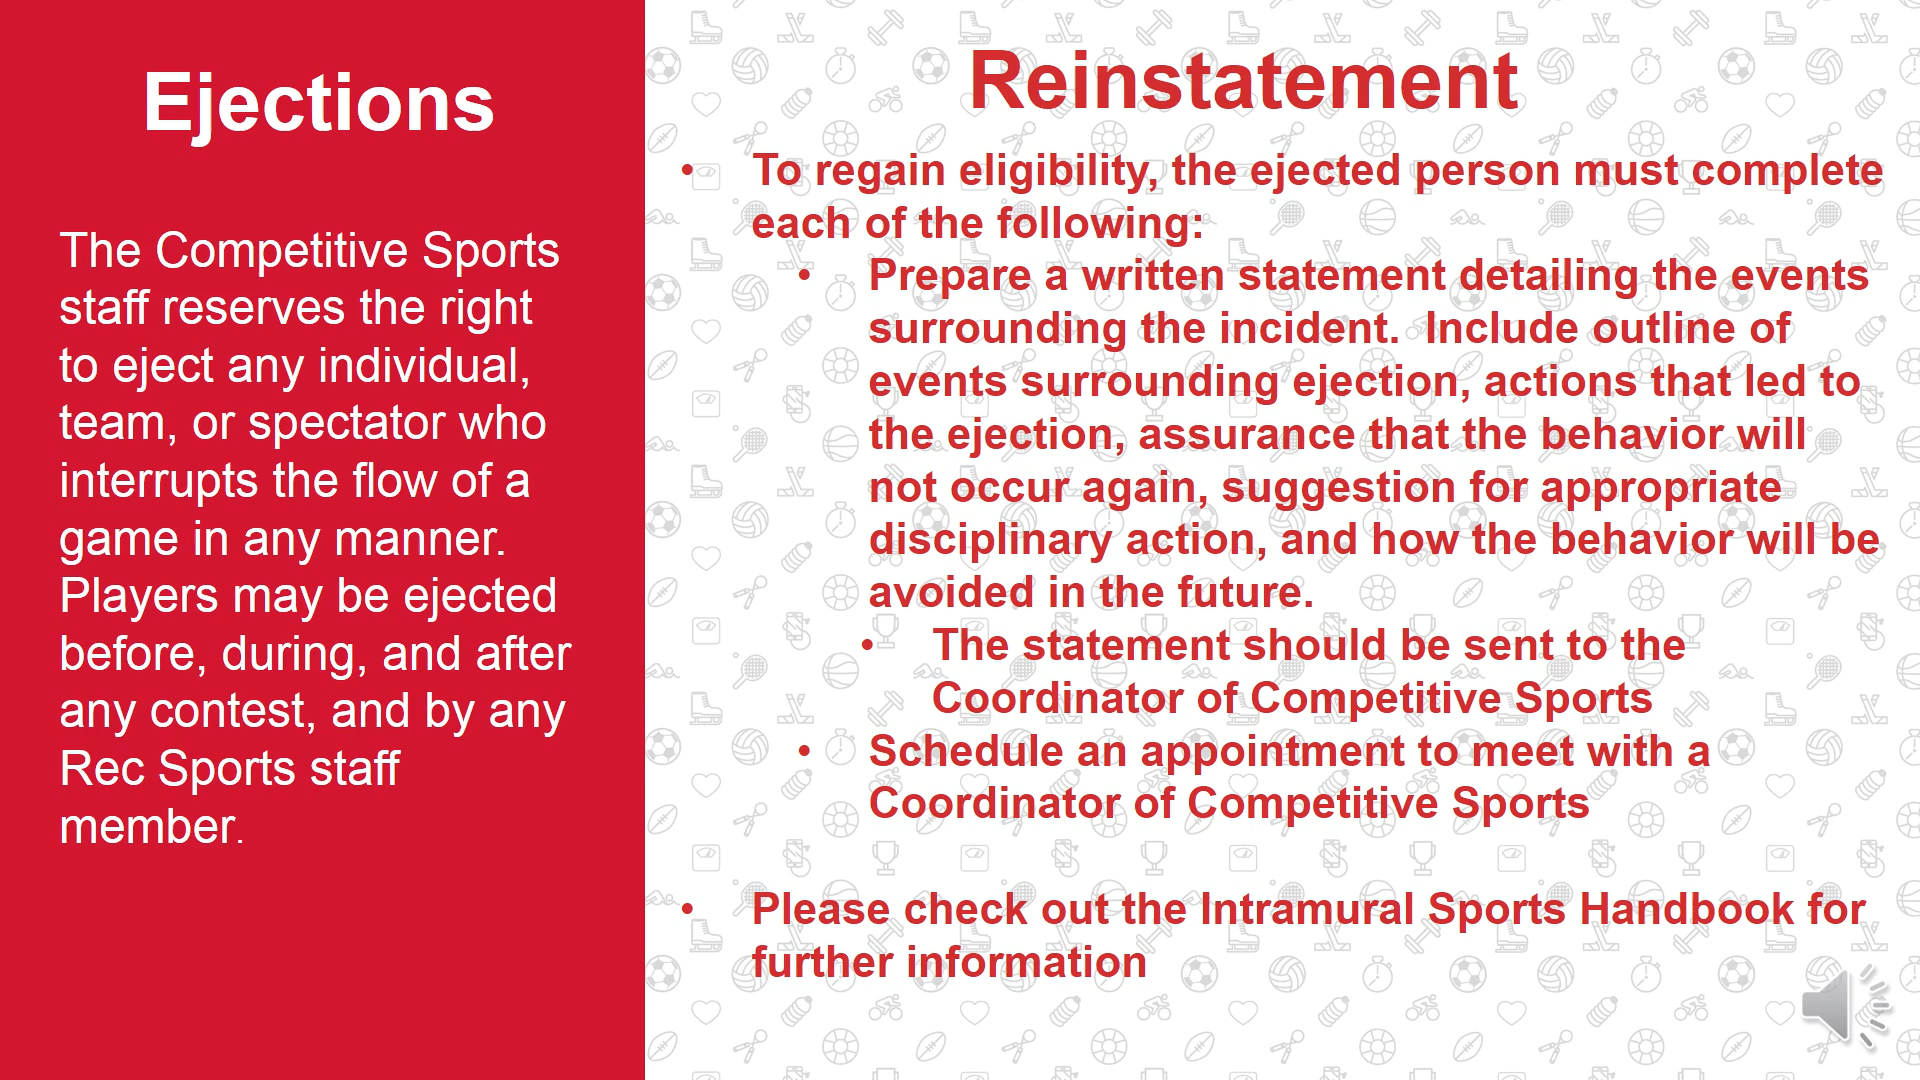 Ejections
The Competitive Sports
staff reserves the right
to eject any individual,
team, or spectator who
interrupts the flow of a
game in any manner.
Players may be ejected
before, during, and after
any contest, and by any
Rec Sports staff
member.
Reinstatement
• To regain eligibility, the ejected person must complete
each of the following:
• Prepare a written statement detailing the events
surrounding the incident.  Include outline of
events surrounding ejection, actions that led to
the ejection, assurance that the behavior will
not occur again, suggestion for appropriate
disciplinary action, and how the behavior will be
avoided in the future.
• The statement should be sent to the
Coordinator of Competitive Sports
• Schedule an appointment to meet with a
Coordinator of Competitive Sports
• Please check out the Intramural Sports Handbook for
further information